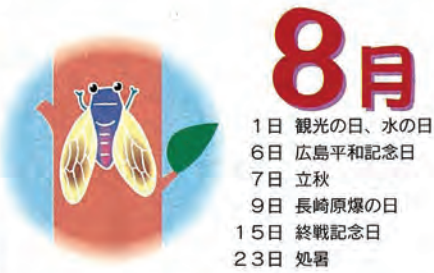 8月
1日 観光の日、水の日
6日 広島平和記念日
7日 立秋
9日 長崎原爆の日
15日 終戦記念日
23日 処暑